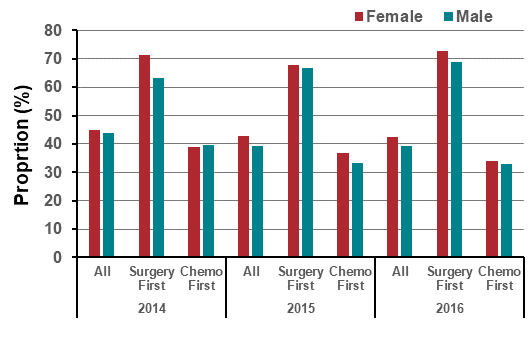 Female Male
80
70
60
50
40
30
20
10
0
Proprtion (%)
All Surgery First Chemo First All Surgery First Chemo First All Surgery First Chemo First
2014 2015 2016